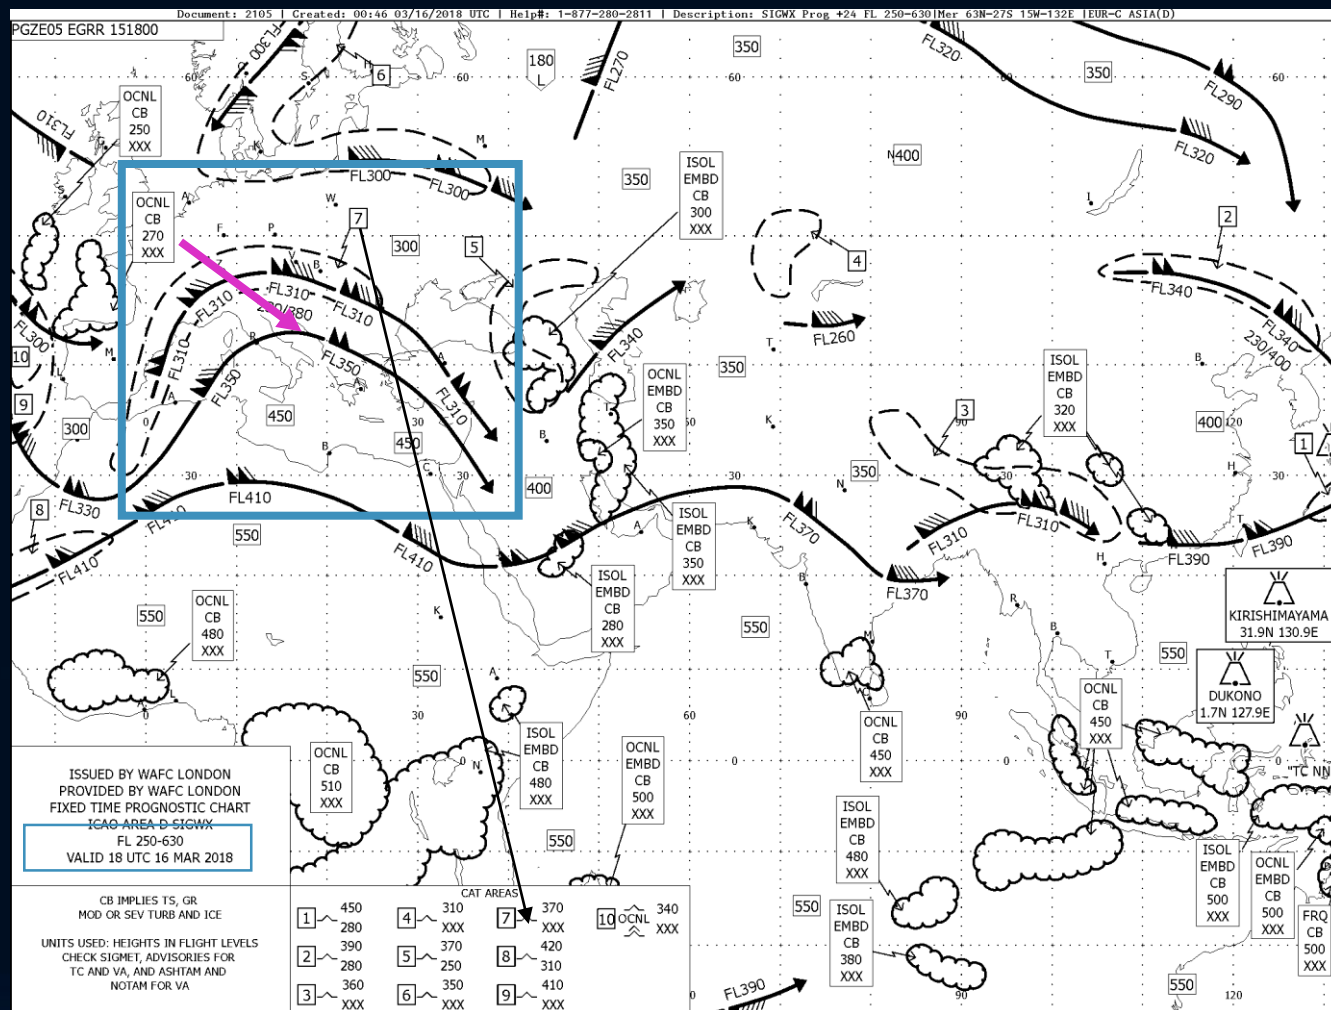 Document: 2105 | Created: 00:46 03/16/2018 UTC | Help#: 1-877-280-2811 | Description: SIGWX Prog +24 FL 250-630|Mer 63N-27S 15W-132E |EUR-C ASIA(D)
PGZE05 EGRR 151800
FL300
6
180
L
FL270
350
FL320
350
FL290
60
60
60
60
OCNL
CB
250
XXX
FL310
FL300
FL300
350
ISOL
EMBD
CB
300
XXX
N400
FL320
OCNL
CB
270
XXX
7
300
5
4
2
FL310
FL310
FL310
FL340
FL340
230/400
FL300
FL310
FL350
FL350
FL310
FL340
FL260
10
9
300
450
450
OCNL
EMBD
CB
350
XXX
350
ISOL
EMBD
CB
320
XXX
3
400
1
FL330
FL410
FL410
400
350
8
FL410
550
FL410
ISOL
EMBD
CB
350
XXX
FL370
FL310
FL310
FL390
FL390
FL370
ISOL
EMBD
CB
280
XXX
OCNL
CB
480
XXX
550
550
550
550
KIRISHIMAYAMA
31.9N 130.9E
DUKONO
1.7N 127.9E
"TC NN
OCNL
CB
450
XXX
OCNL
CB
450
XXX
OCNL
CB
510
XXX
ISOL
EMBD
CB
480
XXX
OCNL
EMBD
CB
500
XXX
ISOL
EMBD
CB
480
XXX
550
ISOL
EMBD
CB
500
XXX
OCNL
EMBD
CB
500
XXX
FRQ
CB
500
XXX
550
ISOL
EMBD
CB
380
XXX
550
FL390
ISSUED BY WAFC LONDON
PROVIDED BY WAFC LONDON
FIXED TIME PROGNOSTIC CHART
ICAO AREA D SIGWX
FL 250-630
VALID 18 UTC 16 MAR 2018
CB IMPLIES TS, GR
MOD OR SEV TURB AND ICE
UNITS USED: HEIGHTS IN FLIGHT LEVELS
CHECK SIGMET, ADVISORIES FOR
TC AND VA, AND ASHTAM AND
NOTAM FOR VA
CAT AREAS
1 450
280
2 390
280
3 360
XXX
4 310
XXX
5 370
250
6 350
XXX
7 370
XXX
8 420
310
9 410
XXX
10 OCNL 340
XXX